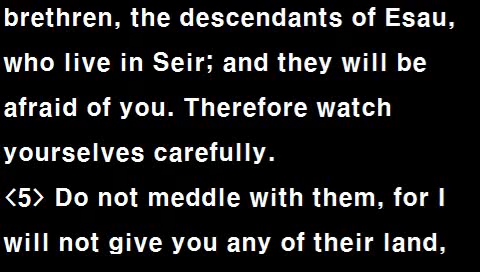 brethren, the descendants of Esau,
who live in Seir; and they will be
afraid of you. Therefore watch
yourselves carefully.
<5> Do not meddle with them, for I
will not give you any of their land,